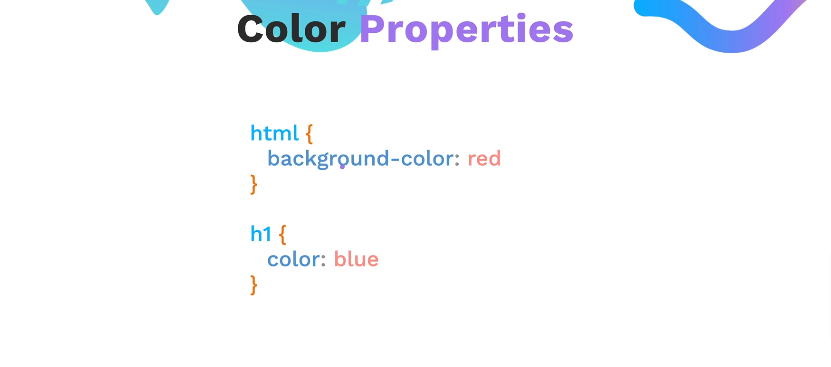 Color Properties
html {
background-color: red
}
h1 {
color: blue
}